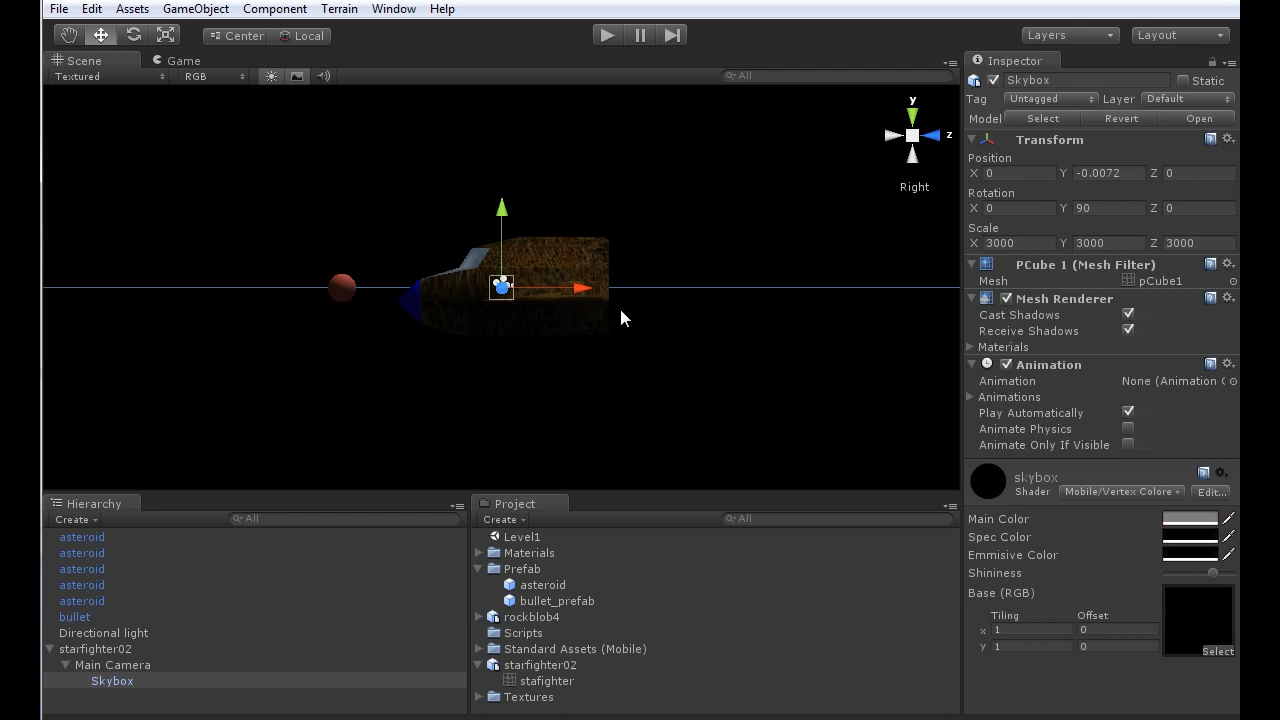 File Edit Assets GameObject Component Terrain Window Help
Center Local Layers Layout
Scene Game
Textured RGB All
y
z
Right
Inspector
Skybox Static
Tag Untagged Layer Default
Model Select Revert Open
Transform
Position
X 0 Y -0.0072 Z 0
Rotation
X 0 Y 90 Z 0
Scale
X 3000 Y 3000 Z 3000
PCube 1 (Mesh Filter)
Mesh pCube1
Mesh Renderer
Cast Shadows
Receive Shadows
Materials
Animation
Animation None (Animation (
Animations
Play Automatically
Animate Physics
Animate Only If Visible
skybox
Shader Mobile/Vertex Colore Edit...
Main Color
Spec Color
Emmisive Color
Shininess
Base (RGB)
Tiling Offset
x 1 0
y 1 0
Select
Hierarchy
Create All
asteroid
asteroid
asteroid
asteroid
asteroid
bullet
Directional light
starfighter02
Main Camera
Skybox
Project
Create All
Level1
Materials
Prefab
asteroid
bullet_prefab
rockblob4
Scripts
Standard Assets (Mobile)
starfighter02
stafighter
Textures